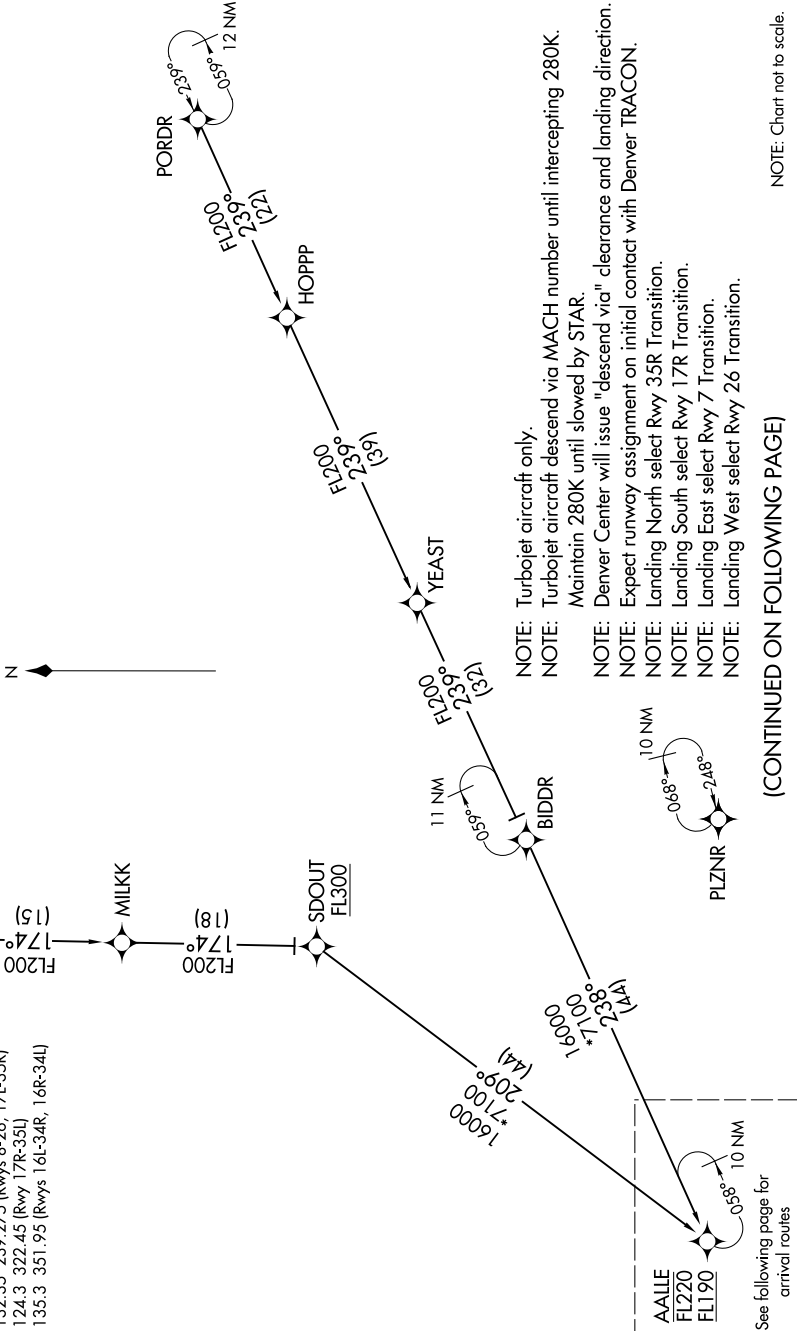 132.35 239.275 (Rwys 8-26, 17L-35R)
124.3 322.45 (Rwy 17R-35L)
135.3 351.95 (Rwys 16L-34R, 16R-34L)
N
174°
FL200
(15)
MILKK
FL200
174°
(18)
SDOUT
FL300
16000
*7100
209°
(44)
PORDR
239°
059°
12 NM
FL200
239°
(22)
HOPPP
FL200
239°
(39)
YEAST
FL200
239°
(32)
11 NM
059°
BIDDR
16000
*7100
238°
(44)
AALLE
FL220
FL190
058°
10 NM
See following page for
arrival routes
PLZNR
068°
248°
10 NM
NOTE: Turbojet aircraft only.
NOTE: Turbojet aircraft descend via MACH number until intercepting 280K.
Maintain 280K until slowed by STAR.
NOTE: Denver Center will issue "descend via" clearance and landing direction.
NOTE: Expect runway assignment on initial contact with Denver TRACON.
NOTE: Landing North select Rwy 35R Transition.
NOTE: Landing South select Rwy 17R Transition.
NOTE: Landing East select Rwy 7 Transition.
NOTE: Landing West select Rwy 26 Transition.
(CONTINUED ON FOLLOWING PAGE)
NOTE: Chart not to scale.